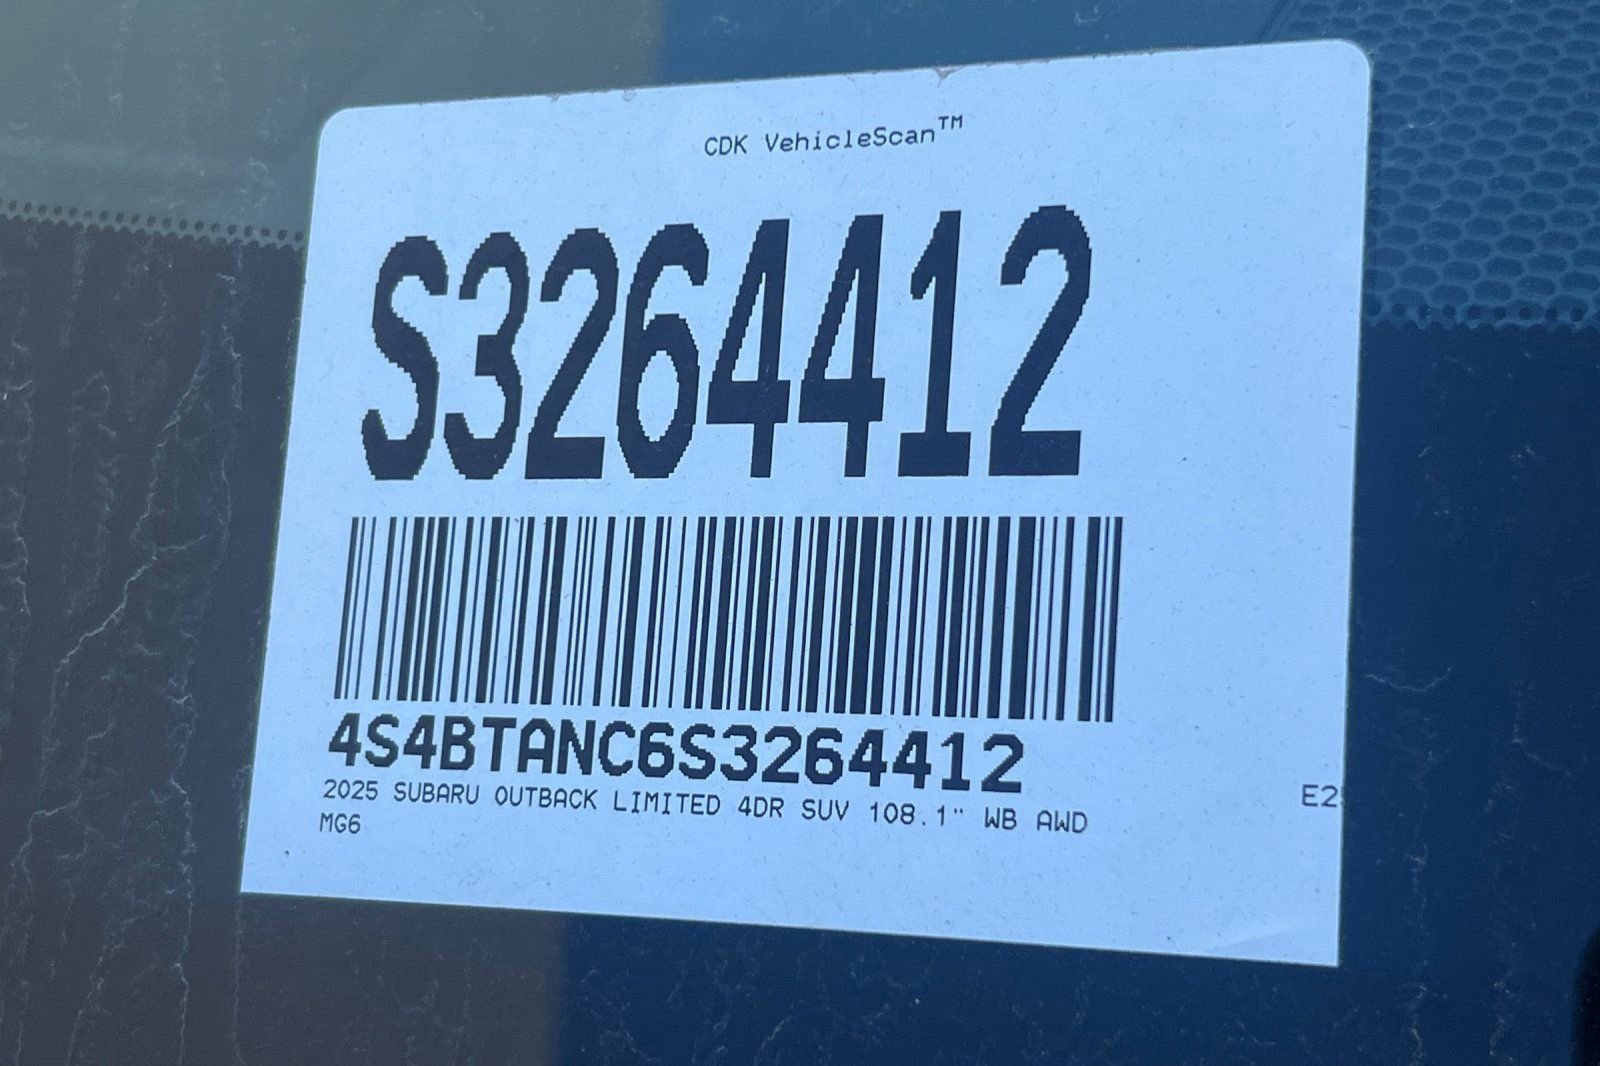 CDK VehicleScan™
S3264412
4S4BTANC6S3264412
2025 SUBARU OUTBACK LIMITED 4DR SUV 108.1" WB AWD
MG6